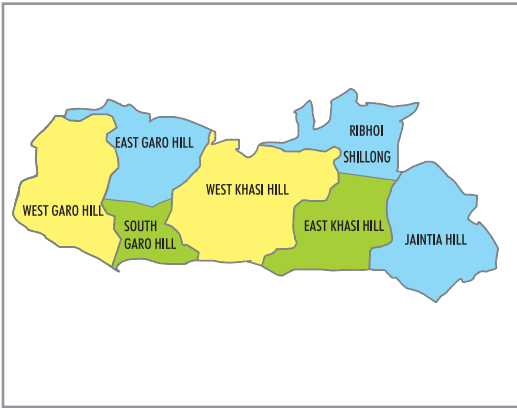 EAST GARO HILL
RIBHOI
SHILLONG
WEST KHASI HILL
WEST GARO HILL
SOUTH
GARO HILL
EAST KHASI HILL
JAINTIA HILL